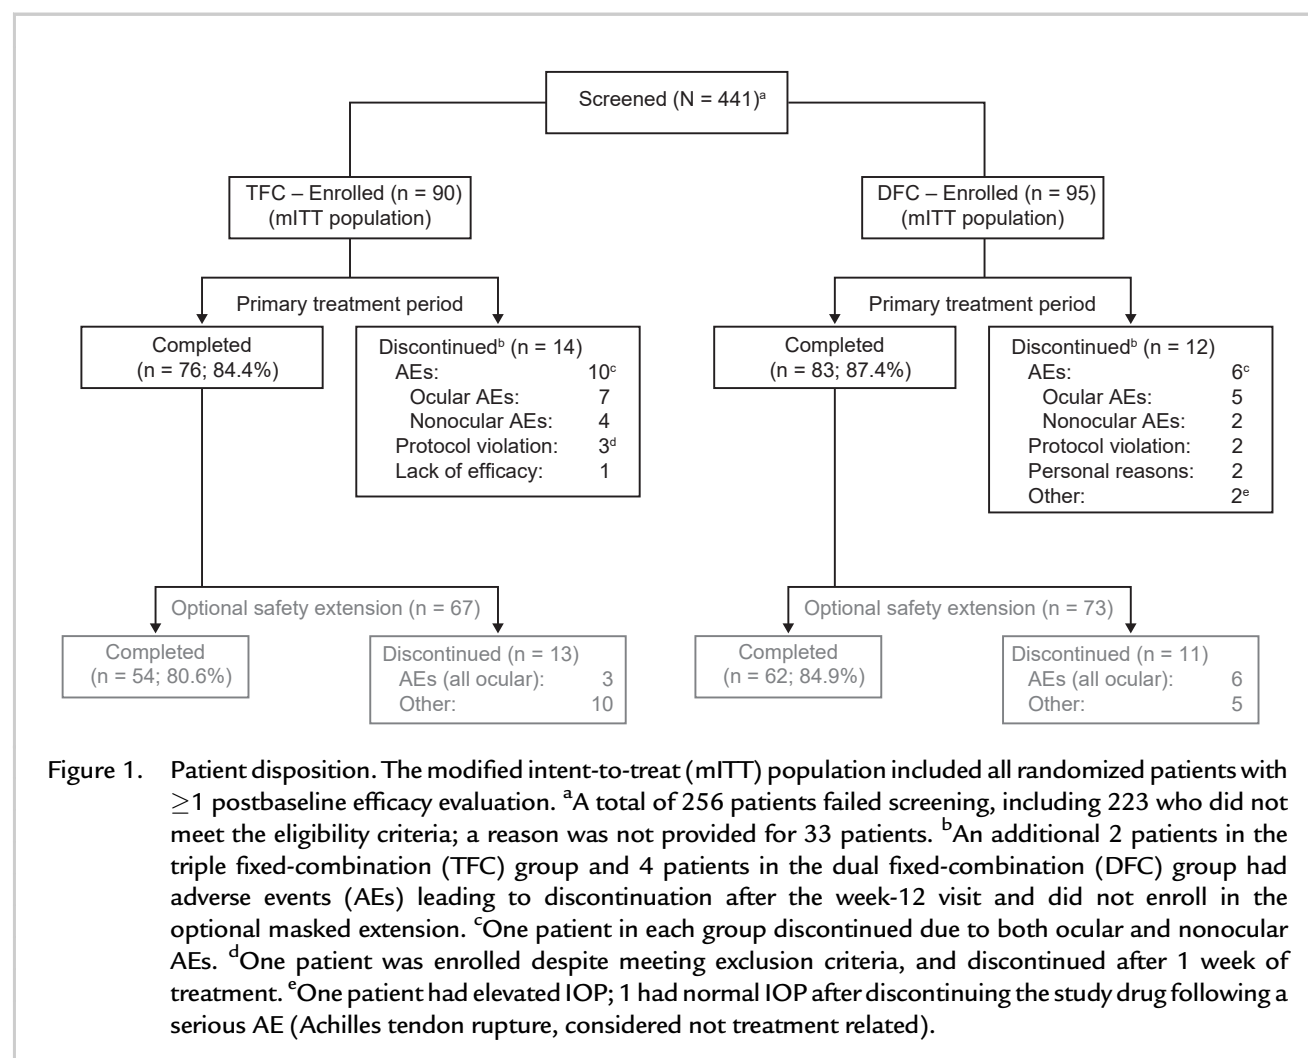 Screened (N = 441)ᵃ
TFC – Enrolled (n = 90)
(mITT population)
DFC – Enrolled (n = 95)
(mITT population)
Primary treatment period
Completed
(n = 76; 84.4%)
Discontinuedᵇ (n = 14)
AEs: 10ᶜ
Ocular AEs: 7
Nonocular AEs: 4
Protocol violation: 3ᵈ
Lack of efficacy: 1
Primary treatment period
Completed
(n = 83; 87.4%)
Discontinuedᵇ (n = 12)
AEs: 6ᶜ
Ocular AEs: 5
Nonocular AEs: 2
Protocol violation: 2
Personal reasons: 2
Other: 2ᵉ
Optional safety extension (n = 67)
Completed
(n = 54; 80.6%)
Discontinued (n = 13)
AEs (all ocular): 3
Other: 10
Optional safety extension (n = 73)
Completed
(n = 62; 84.9%)
Discontinued (n = 11)
AEs (all ocular): 6
Other: 5
Figure 1. Patient disposition. The modified intent-to-treat (mITT) population included all randomized patients with
≥1 postbaseline efficacy evaluation. ᵃA total of 256 patients failed screening, including 223 who did not
meet the eligibility criteria; a reason was not provided for 33 patients. ᵇAn additional 2 patients in the
triple fixed-combination (TFC) group and 4 patients in the dual fixed-combination (DFC) group had
adverse events (AEs) leading to discontinuation after the week-12 visit and did not enroll in the
optional masked extension. ᶜOne patient in each group discontinued due to both ocular and nonocular
AEs. ᵈOne patient was enrolled despite meeting exclusion criteria, and discontinued after 1 week of
treatment. ᵉOne patient had elevated IOP; 1 had normal IOP after discontinuing the study drug following a
serious AE (Achilles tendon rupture, considered not treatment related).